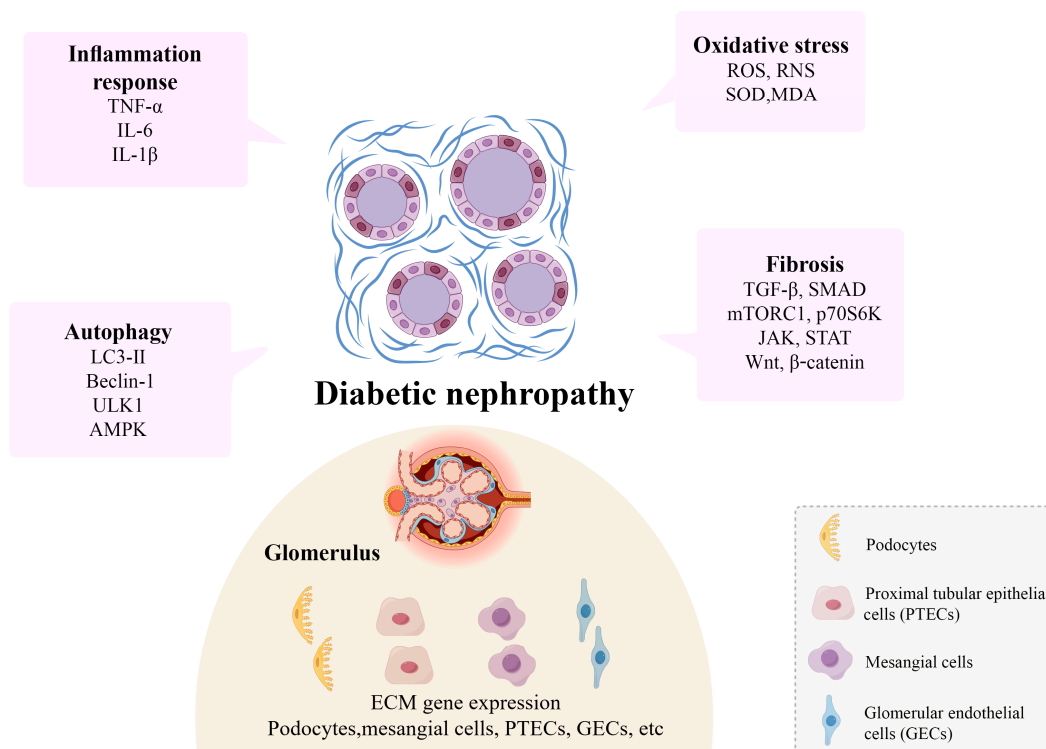 Inflammation
response
TNF-α
IL-6
IL-1β
Oxidative stress
ROS, RNS
SOD,MDA
Autophagy
LC3-II
Beclin-1
ULK1
AMPK
Fibrosis
TGF-β, SMAD
mTORC1, p70S6K
JAK, STAT
Wnt, β-catenin
Diabetic nephropathy
Glomerulus
ECM gene expression
Podocytes,mesangial cells, PTECs, GECs, etc
Podocytes
Proximal tubular epithelia
cells (PTECs)
Mesangial cells
Glomerular endothelial
cells (GECs)